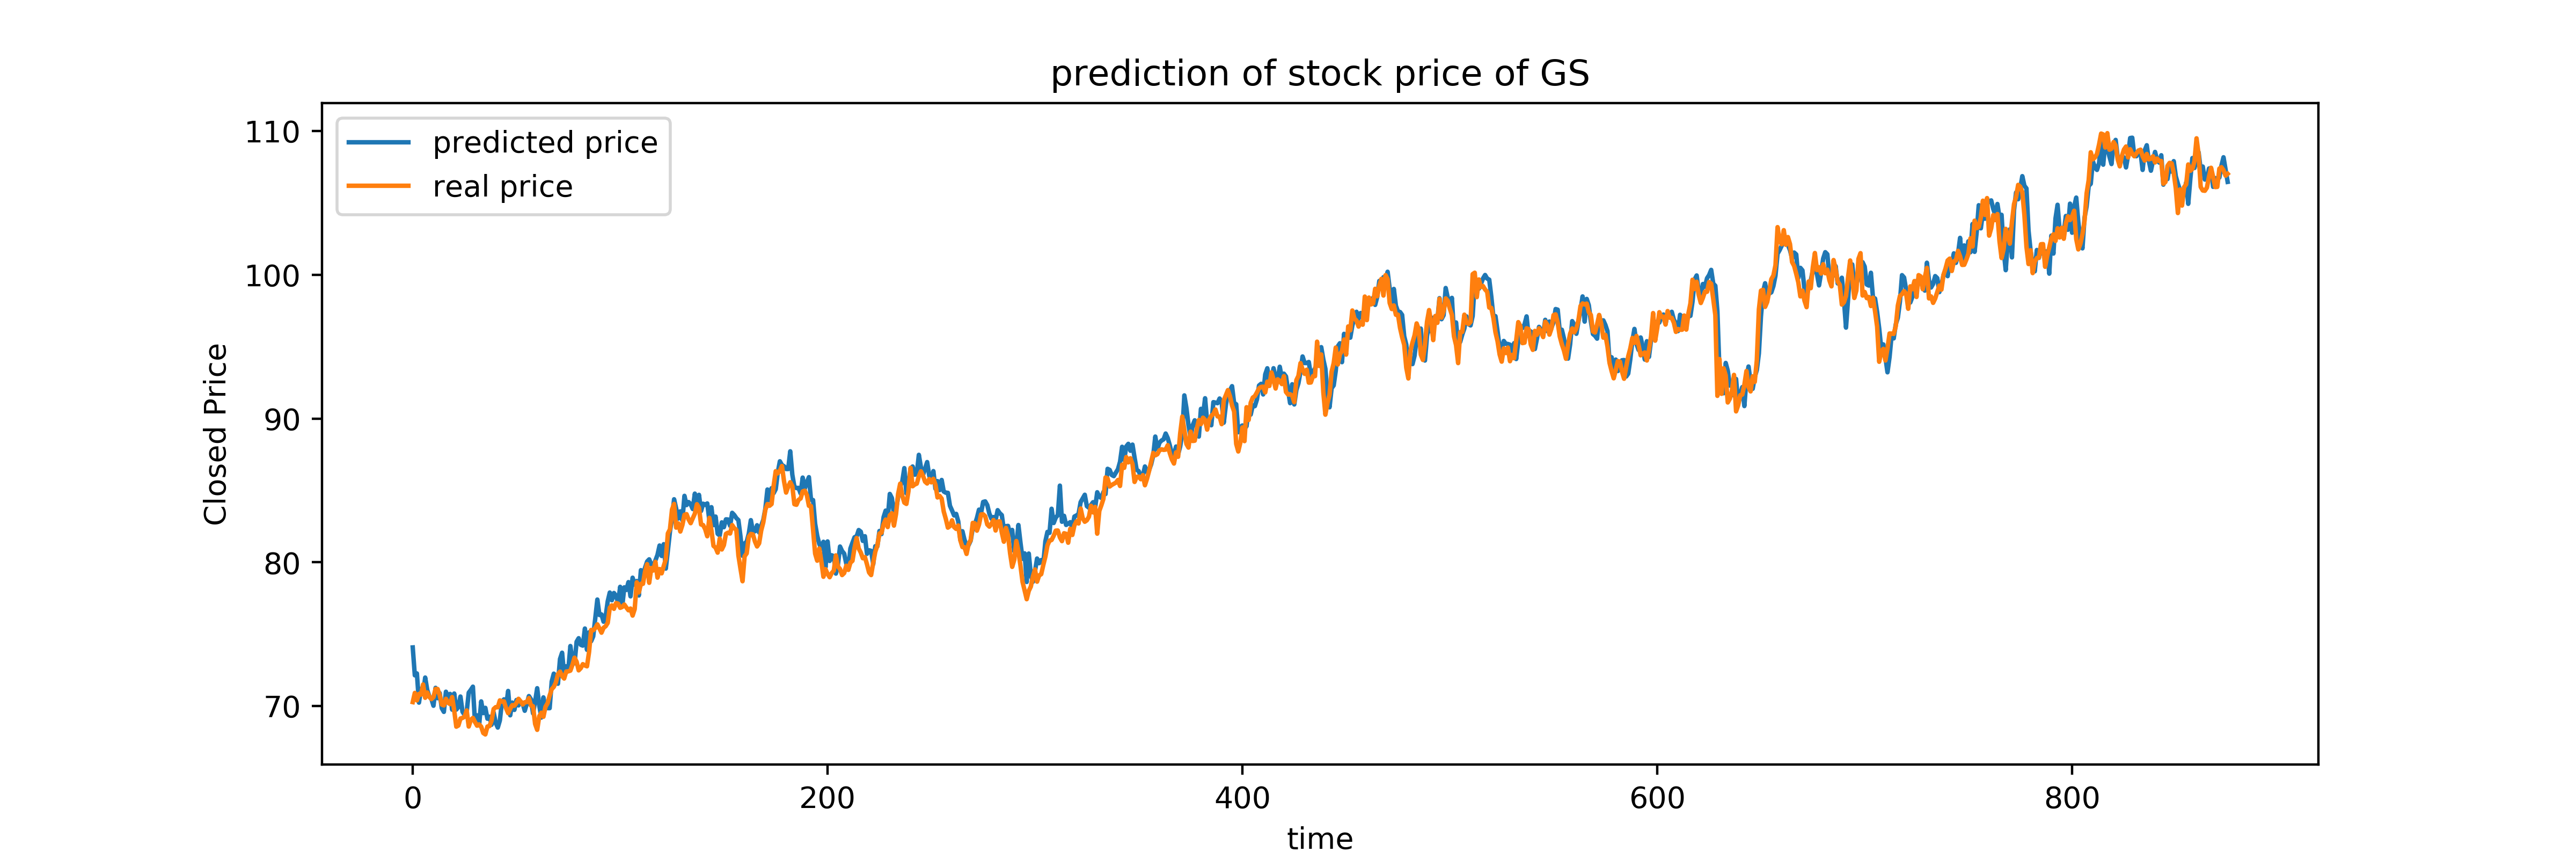 prediction of stock price of GS
predicted price
real price
Closed Price
110
100
90
80
70
0 200 400 600 800
time